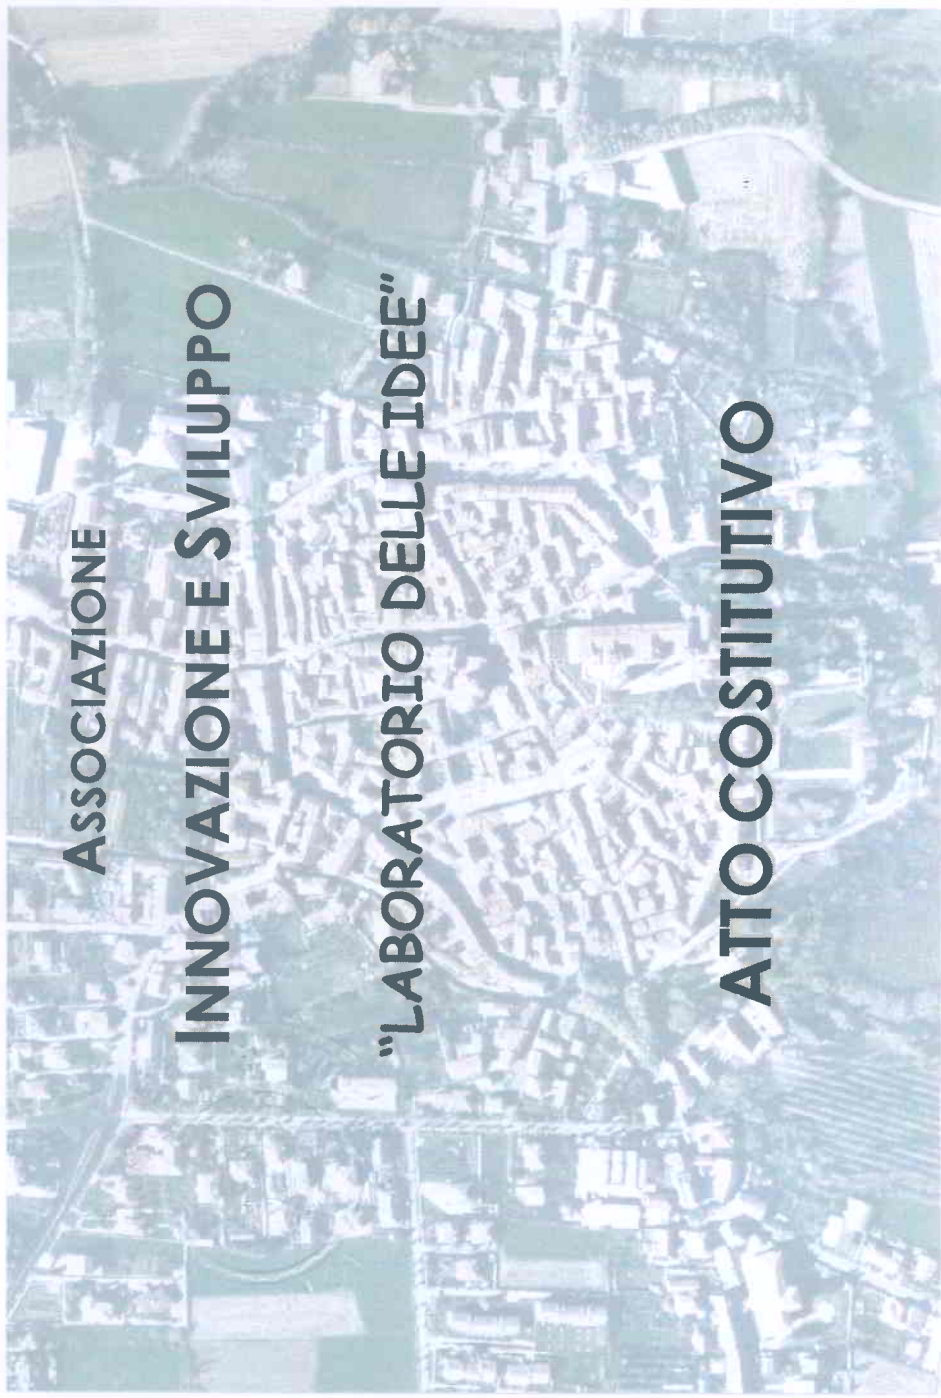 ASSOCIAZIONE
INNOVAZIONE E SVILUPPO
"LABORATORIO DELLE IDEE"
ATTO COSTITUTIVO